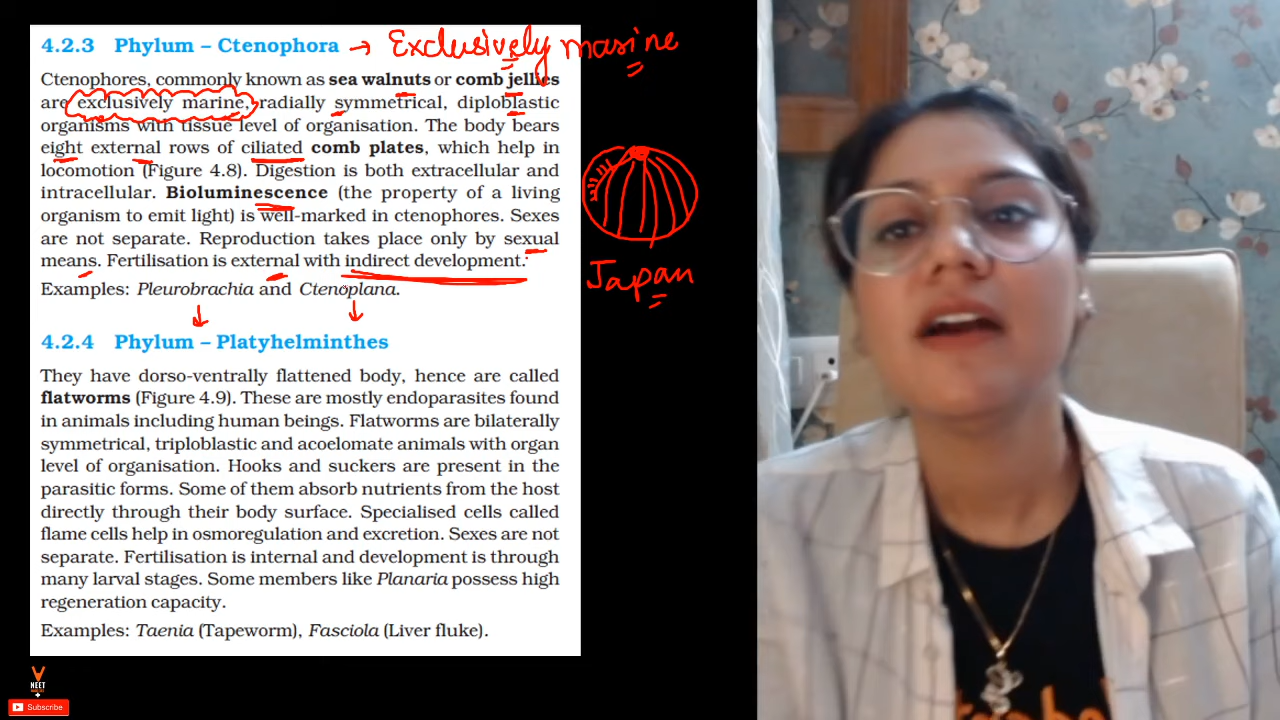 4.2.3 Phylum – Ctenophora → Exclusively marine
Ctenophores, commonly known as sea walnuts or comb jellies
are exclusively marine, radially symmetrical, diploblastic
organisms with tissue level of organisation. The body bears
eight external rows of ciliated comb plates, which help in
locomotion (Figure 4.8). Digestion is both extracellular and
intracellular. Bioluminescence (the property of a living
organism to emit light) is well-marked in ctenophores. Sexes
are not separate. Reproduction takes place only by sexual
means. Fertilisation is external with indirect development.
Examples: Pleurobrachia and Ctenoplana.
Japan
4.2.4 Phylum – Platyhelminthes
They have dorso-ventrally flattened body, hence are called
flatworms (Figure 4.9). These are mostly endoparasites found
in animals including human beings. Flatworms are bilaterally
symmetrical, triploblastic and acoelomate animals with organ
level of organisation. Hooks and suckers are present in the
parasitic forms. Some of them absorb nutrients from the host
directly through their body surface. Specialised cells called
flame cells help in osmoregulation and excretion. Sexes are not
separate. Fertilisation is internal and development is through
many larval stages. Some members like Planaria possess high
regeneration capacity.
Examples: Taenia (Tapeworm), Fasciola (Liver fluke).
NEET
Subscribe